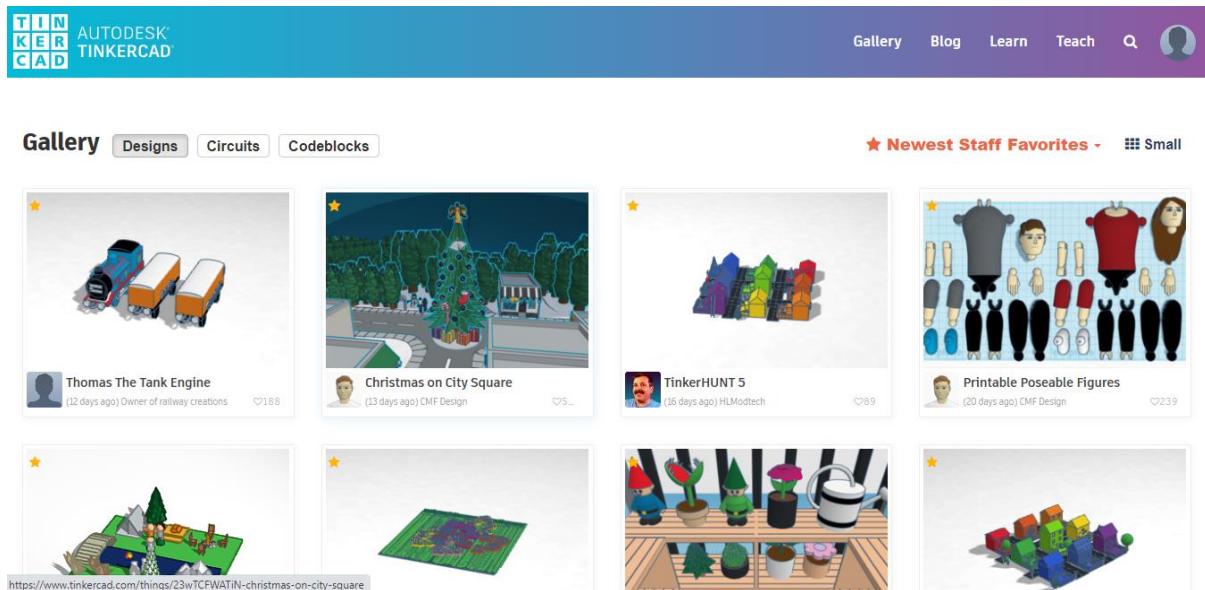 TIN
KER
CAD
AUTODESK®
TINKERCAD®
Gallery Blog Learn Teach
Gallery Designs Circuits Codeblocks
Newest Staff Favorites Small
Thomas The Tank Engine
(12 days ago) Owner of railway creations 188
Christmas on City Square
(13 days ago) CMF Design 5...
TinkerHUNT 5
(16 days ago) HLModtech 89
Printable Poseable Figures
(20 days ago) CMF Design 239
https://www.tinkercad.com/things/23wTCFWATiN-christmas-on-city-square